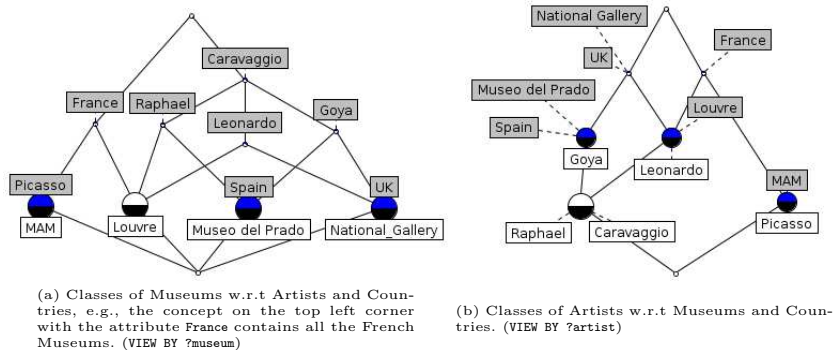 Caravaggio
France
Raphael
Goya
Leonardo
Picasso
Spain
UK
MAM
Louvre
Museo del Prado
National_Gallery
(a) Classes of Museums w.r.t Artists and Coun-
tries, e.g., the concept on the top left corner
with the attribute France contains all the French
Museums. (VIEW BY ?museum)
National Gallery
France
UK
Museo del Prado
Louvre
Spain
Goya
Leonardo
MAM
Raphael
Caravaggio
Picasso
(b) Classes of Artists w.r.t Museums and Coun-
tries. (VIEW BY ?artist)